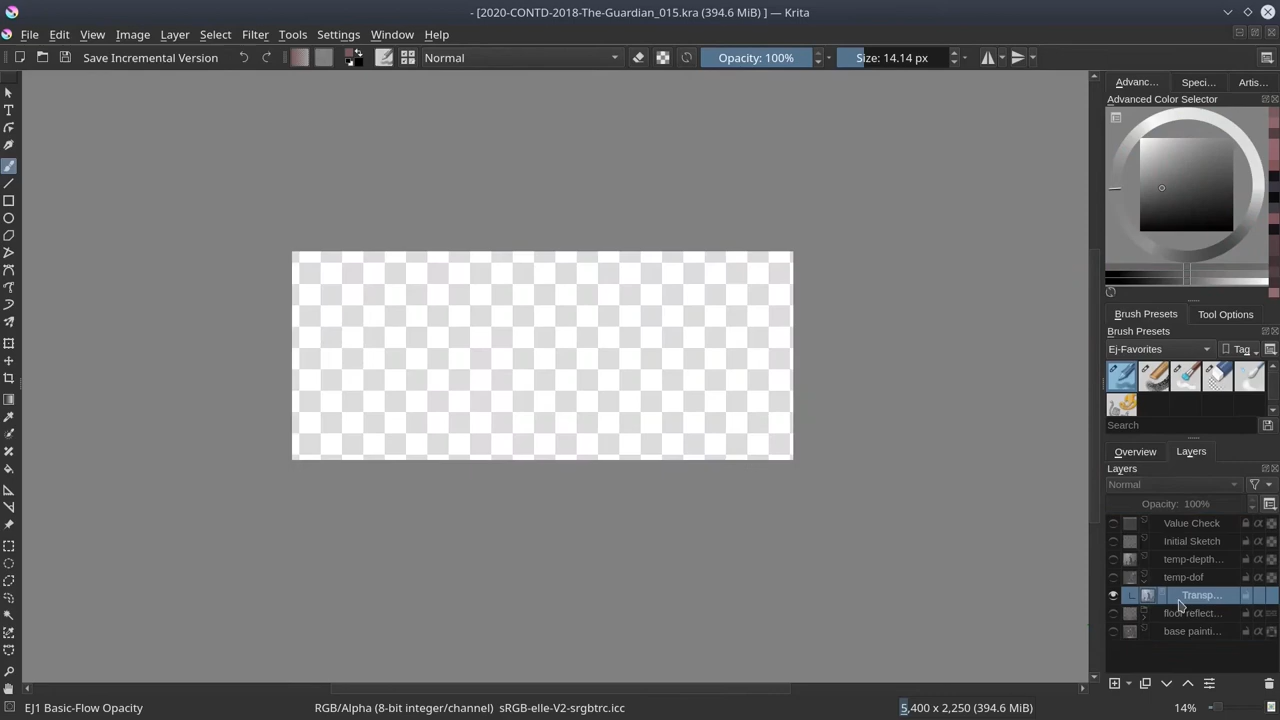 - [2020-CONTD-2018-The-Guardian_015.kra (394.6 MiB) ] — Krita
File Edit View Image Layer Select Filter Tools Settings Window Help
Save Incremental Version Normal Opacity: 100% Size: 14.14 px
Advanc... Speci... Artis...
Advanced Color Selector
Brush Presets Tool Options
Brush Presets
Ej-Favorites Tag
Search
Overview Layers
Layers
Normal
Opacity: 100%
Value Check
Initial Sketch
temp-depth...
temp-dof
Transp...
floor reflect...
base painti...
EJ1 Basic-Flow Opacity RGB/Alpha (8-bit integer/channel) sRGB-elle-V2-srgbtrc.icc 5,400 x 2,250 (394.6 MiB) 14%